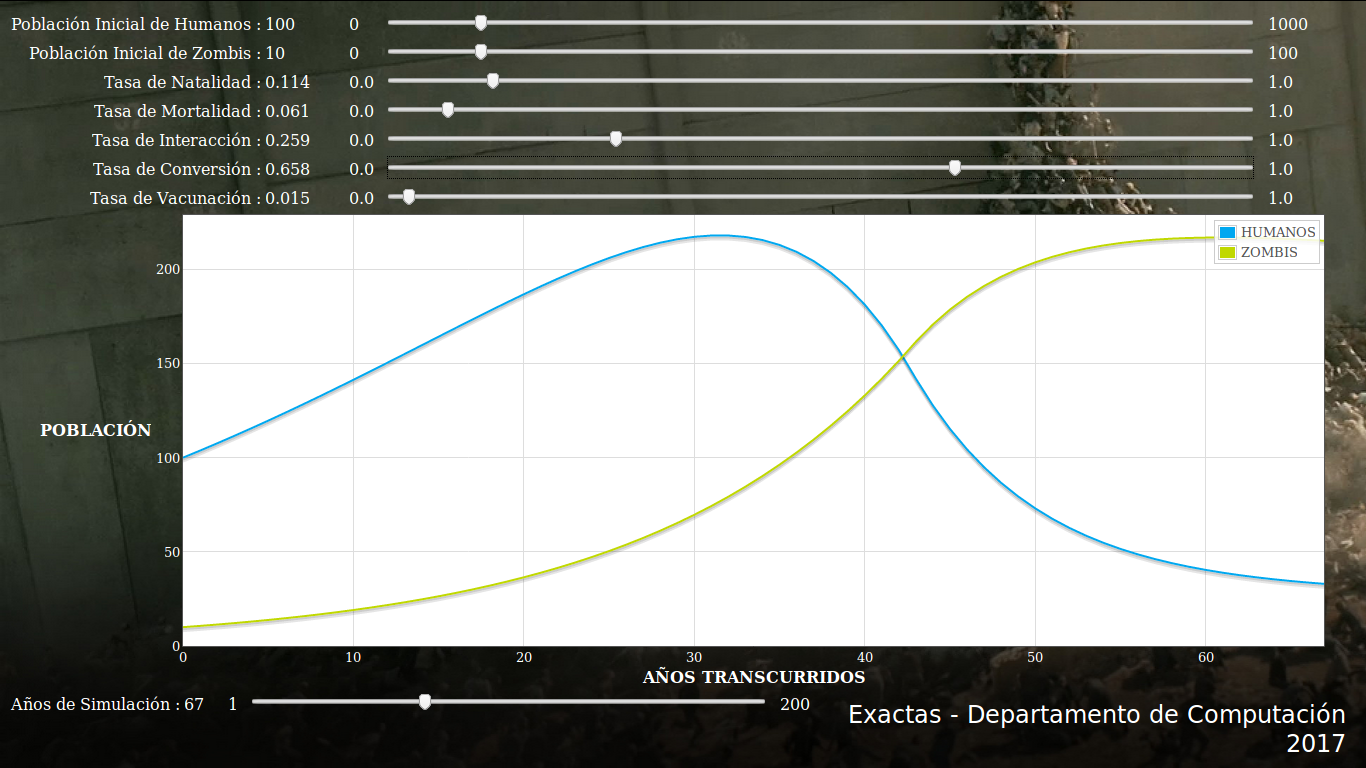 Población Inicial de Humanos : 100 0 1000
Población Inicial de Zombis : 10 0 100
Tasa de Natalidad : 0.114 0.0 1.0
Tasa de Mortalidad : 0.061 0.0 1.0
Tasa de Interacción : 0.259 0.0 1.0
Tasa de Conversión : 0.658 0.0 1.0
Tasa de Vacunación : 0.015 0.0 1.0
HUMANOS
ZOMBIS
200
150
POBLACIÓN
100
50
0
0 10 20 30 40 50 60
AÑOS TRANSCURRIDOS
Años de Simulación : 67 1 200
Exactas - Departamento de Computación
2017